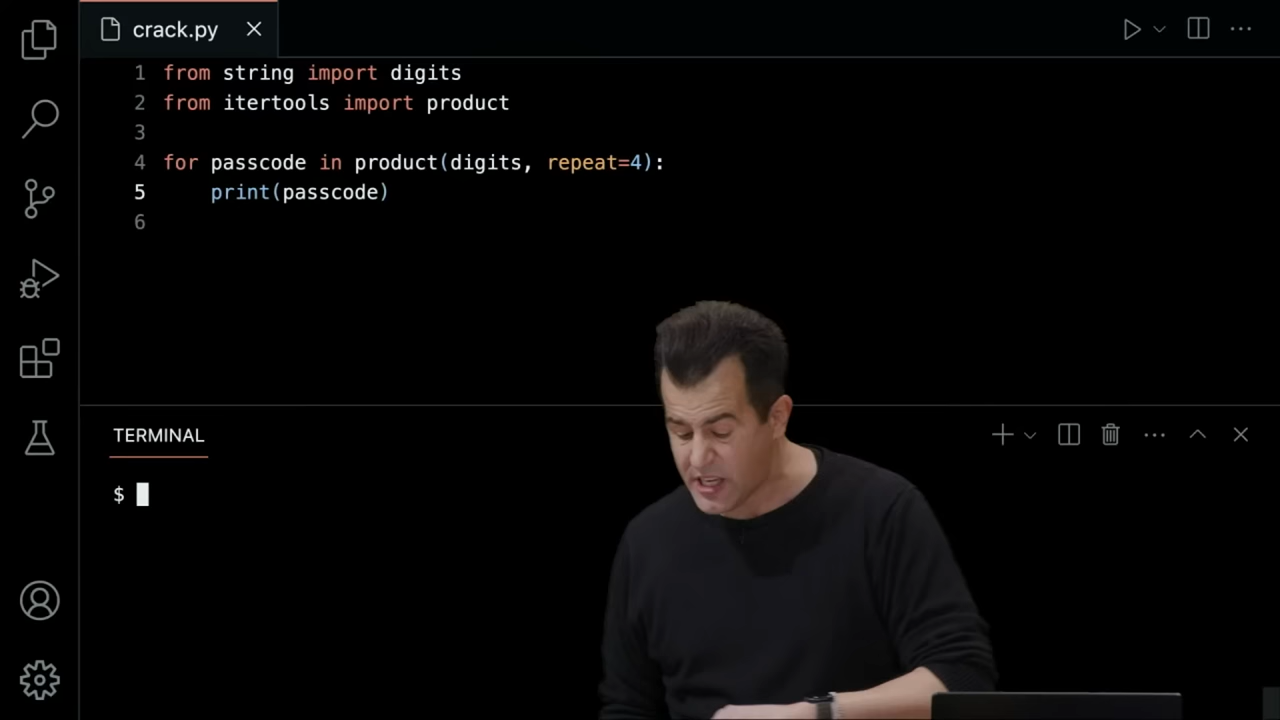 crack.py
1 from string import digits
2 from itertools import product
3
4 for passcode in product(digits, repeat=4):
5     print(passcode)
6
TERMINAL
$